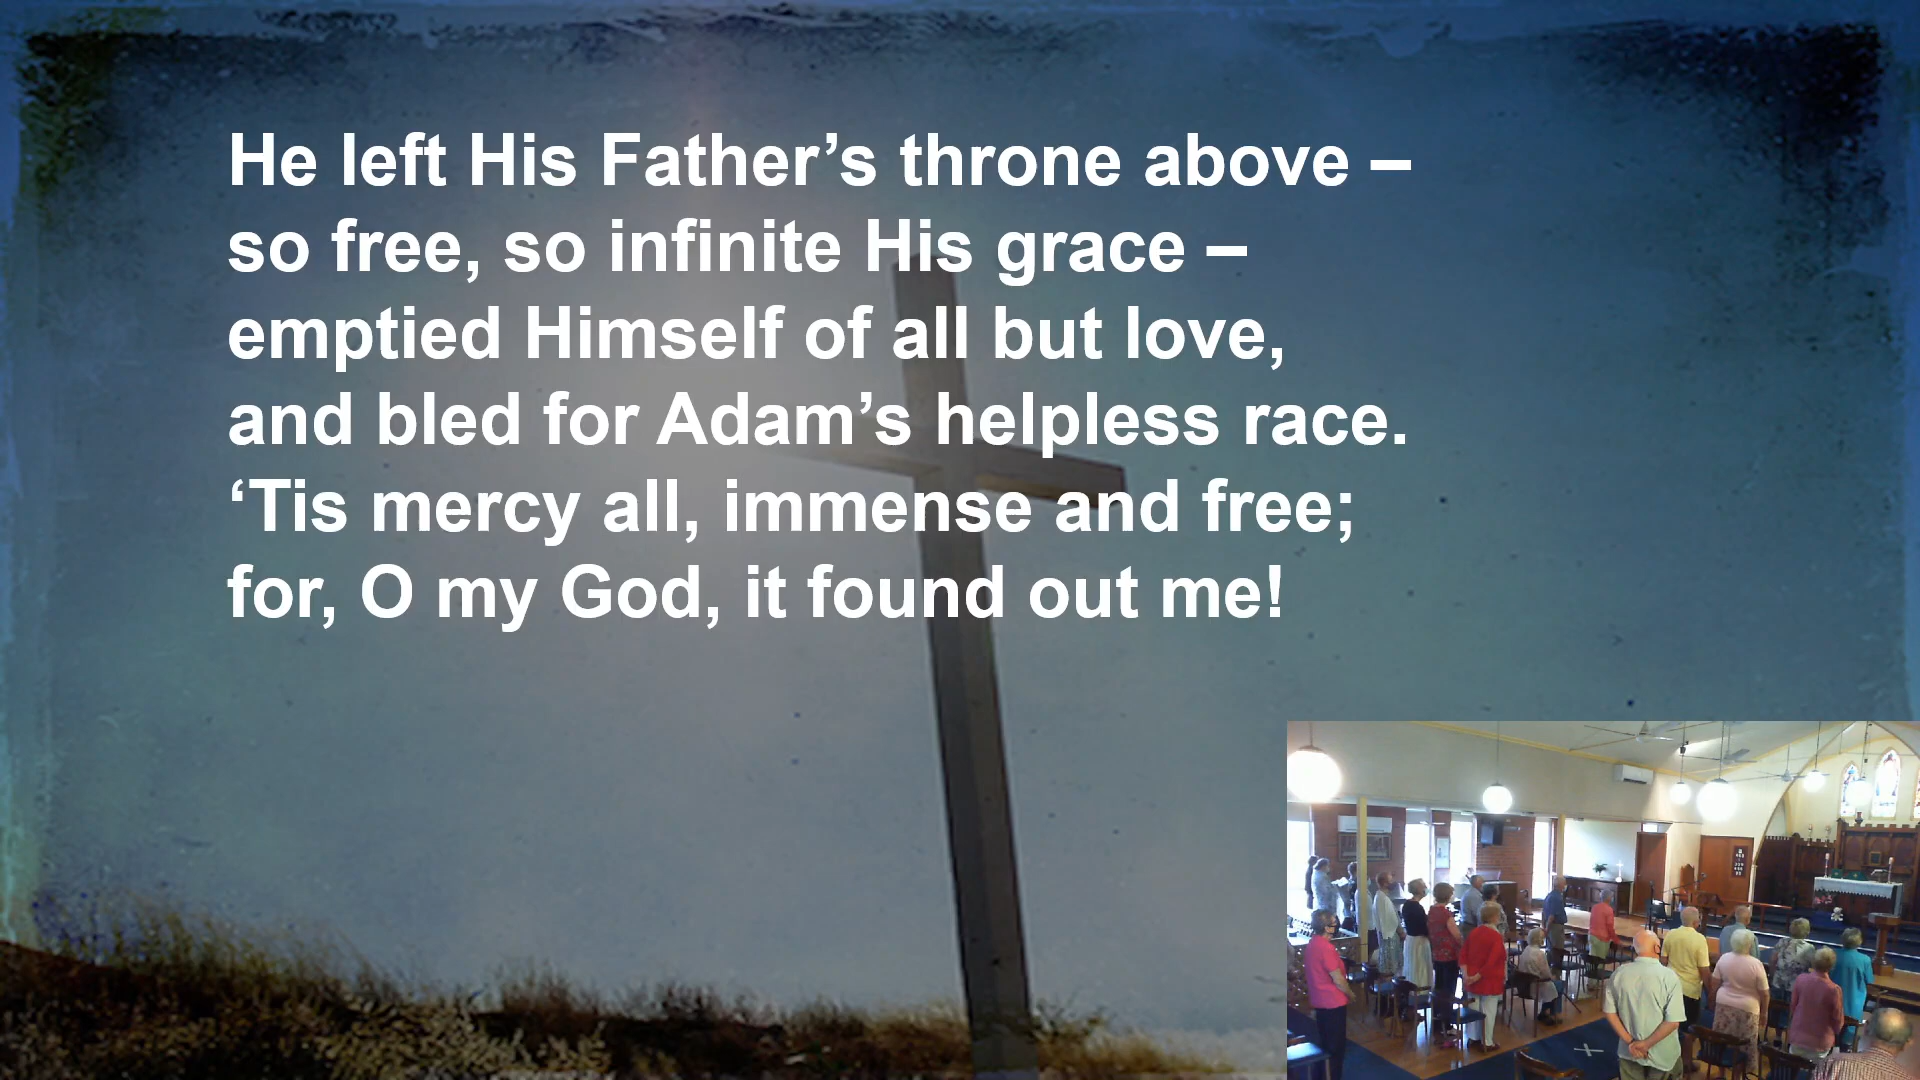 He left His Father’s throne above –
so free, so infinite His grace –
emptied Himself of all but love,
and bled for Adam’s helpless race.
‘Tis mercy all, immense and free;
for, O my God, it found out me!